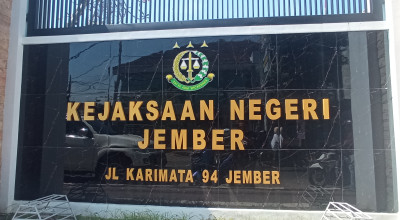 KEJAKSAAN NEGERI
JEMBER
JL KARIMATA 94 JEMBER